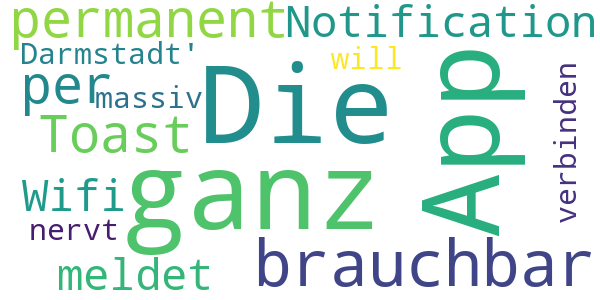 permanent
Notification
Darmstadt'
will
per
massiv
Die
App
verbinden
Toast
ganz
Wifi
nervt
brauchbar
meldet